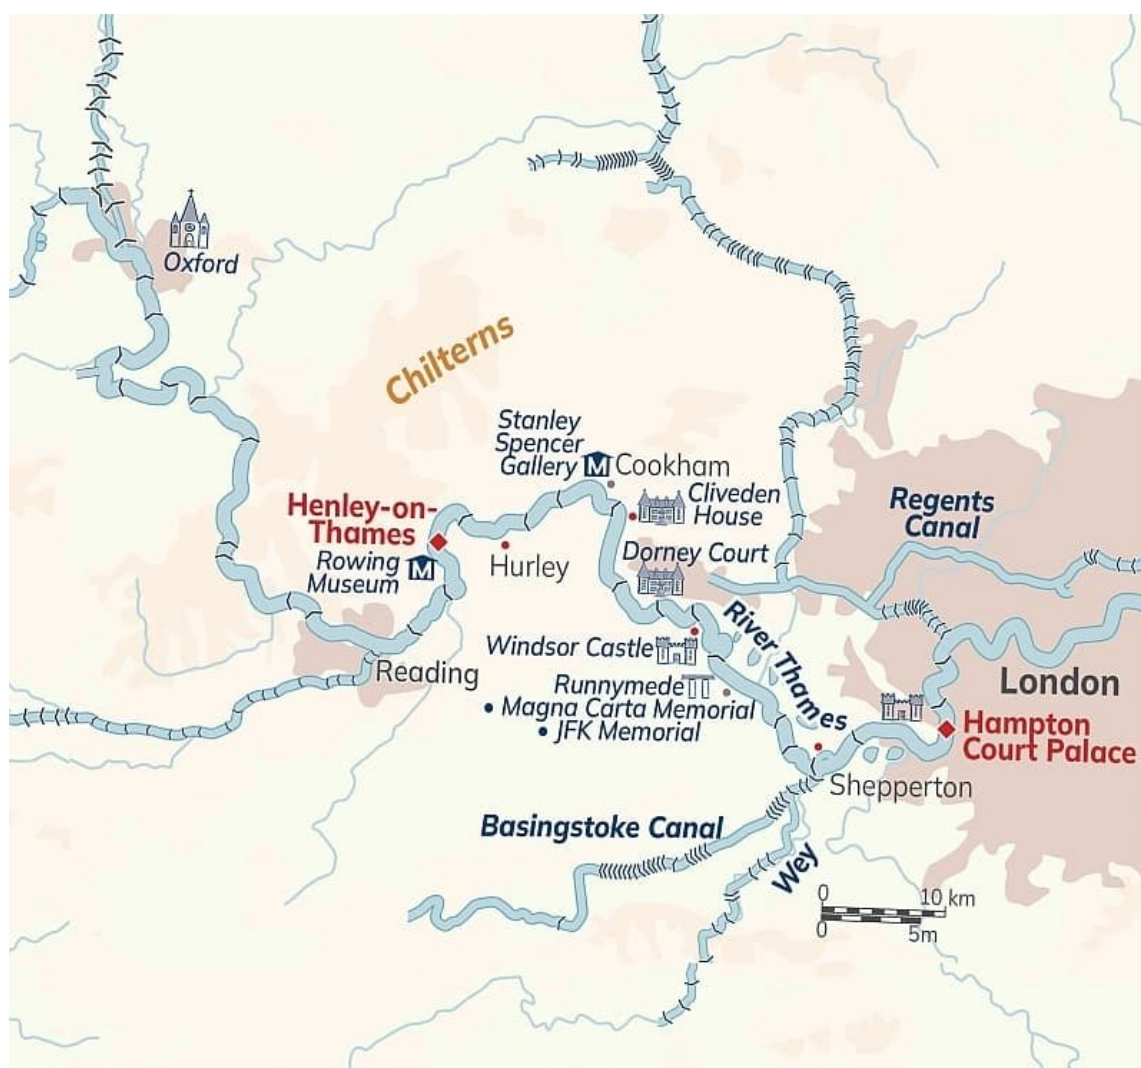 Oxford
Chilterns
Stanley
Spencer
Gallery
M
Cookham
Cliveden
House
Regents
Canal
Henley-on-
Thames
Rowing
Museum
M
Hurley
Dorney Court
River Thames
Windsor Castle
Reading
Runnymede
• Magna Carta Memorial
• JFK Memorial
London
Hampton
Court Palace
Shepperton
Basingstoke Canal
Wey
0 10 km
0 5m